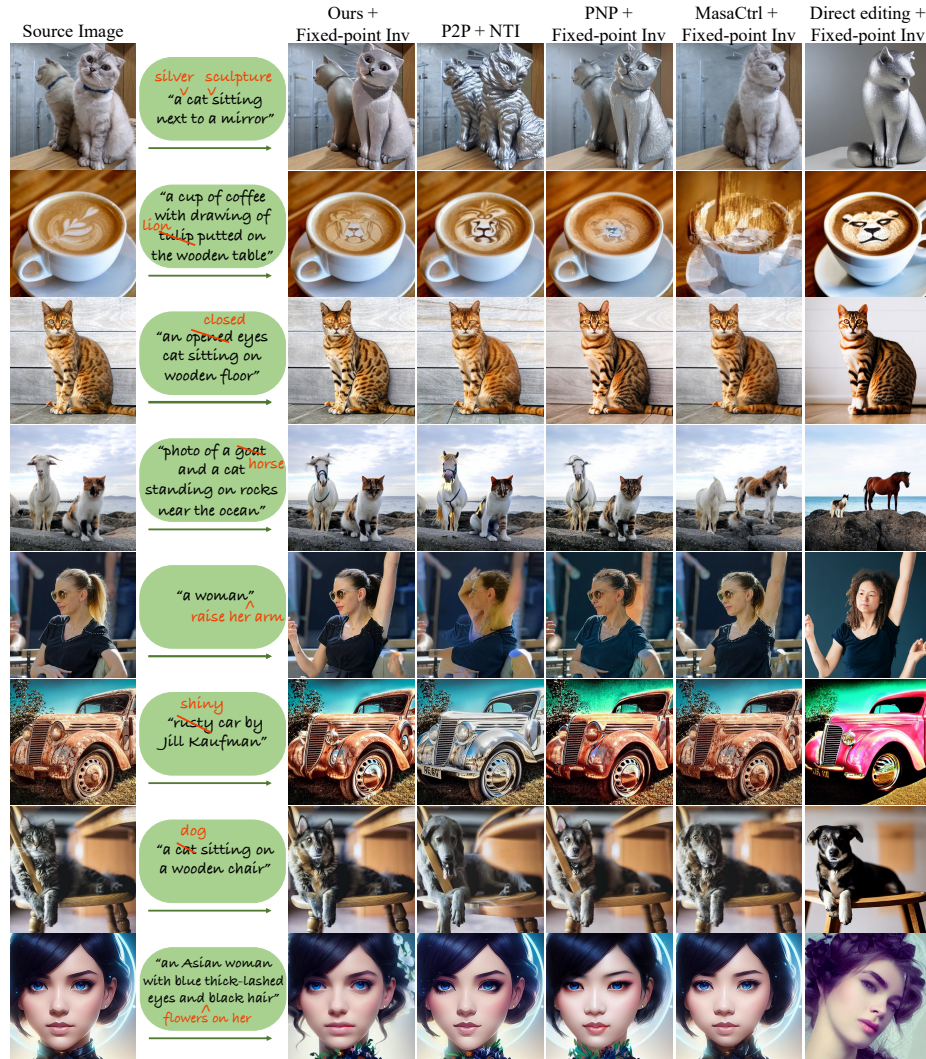 Source Image
Ours +
Fixed-point Inv
P2P + NTI
PNP +
Fixed-point Inv
MasaCtrl +
Fixed-point Inv
Direct editing +
Fixed-point Inv
silver sculpture
“a cat sitting
next to a mirror”
“a cup of coffee
with drawing of
lion
tulip putted on
the wooden table”
closed
“an opened eyes
cat sitting on
wooden floor”
“photo of a goat
and a cat horse
standing on rocks
near the ocean”
“a woman”
raise her arm
shiny
“rusty car by
Jill Kaufman”
dog
“a cat sitting on
a wooden chair”
“an Asian woman
with blue thick-lashed
eyes and black hair”
flowers on her